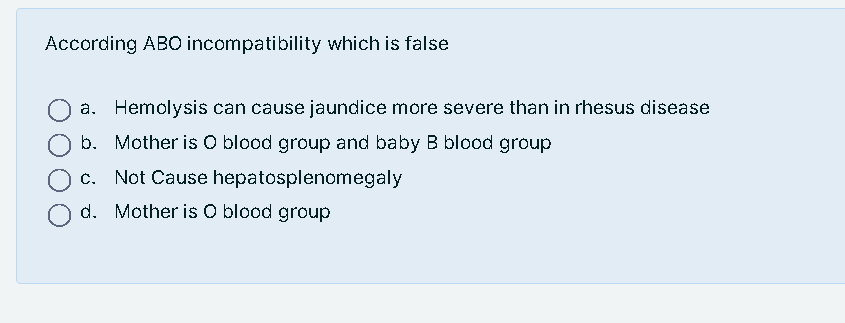 According ABO incompatibility which is false
a. Hemolysis can cause jaundice more severe than in rhesus disease
b. Mother is O blood group and baby B blood group
c. Not Cause hepatosplenomegaly
d. Mother is O blood group